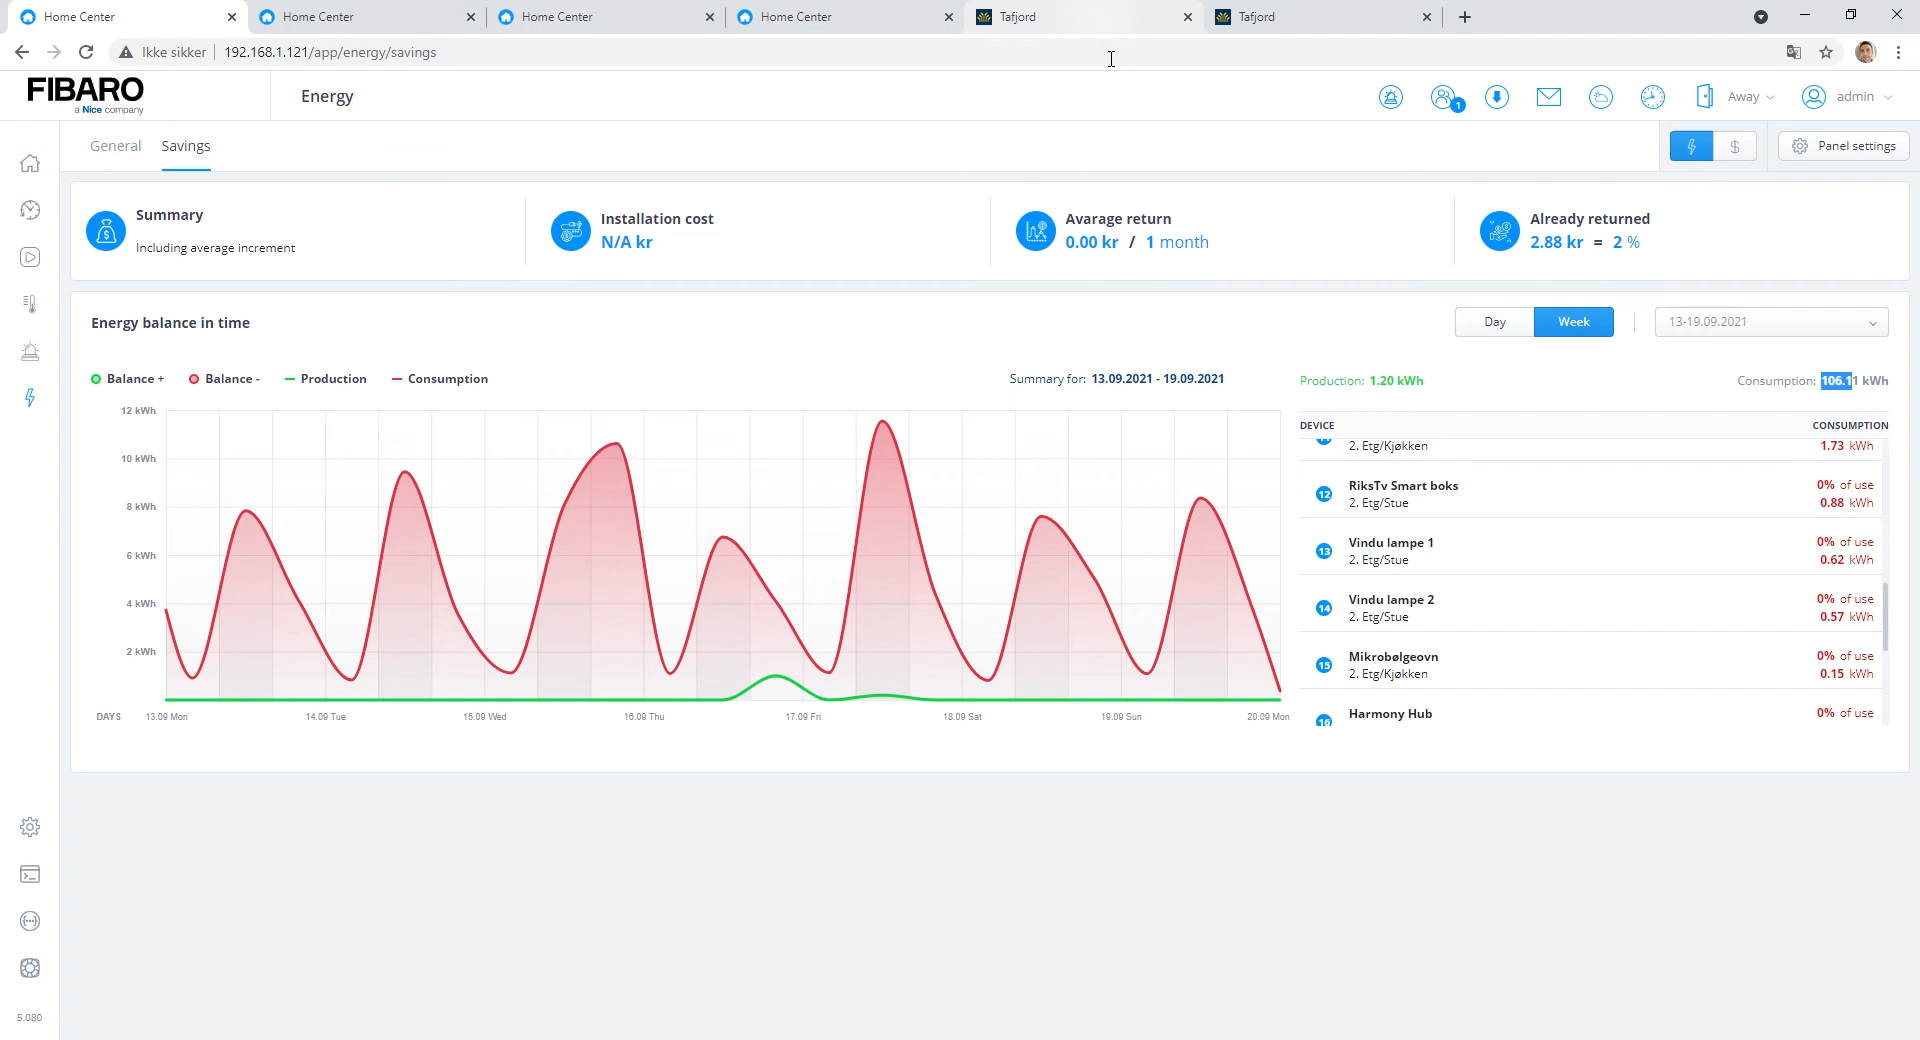 Home Center
Home Center
Home Center
Home Center
Tafjord
Tafjord
Ikke sikker
192.168.1.121/app/energy/savings
FIBARO
a Nice company
Energy
1
Away
admin
General
Savings
$
Panel settings
Summary
Including average increment
Installation cost
N/A kr
Avarage return
0.00 kr / 1 month
Already returned
2.88 kr = 2 %
Energy balance in time
Day
Week
13-19.09.2021
Balance +
Balance -
Production
Consumption
Summary for: 13.09.2021 - 19.09.2021
Production: 1.20 kWh
Consumption: 106.11 kWh
12 kWh
10 kWh
8 kWh
6 kWh
4 kWh
2 kWh
DAYS
13.09 Mon
14.09 Tue
15.09 Wed
16.09 Thu
17.09 Fri
18.09 Sat
19.09 Sun
20.09 Mon
DEVICE
CONSUMPTION
2. Etg/Kjøkken
1.73 kWh
12
RiksTv Smart boks
0% of use
2. Etg/Stue
0.88 kWh
13
Vindu lampe 1
0% of use
2. Etg/Stue
0.62 kWh
14
Vindu lampe 2
0% of use
2. Etg/Stue
0.57 kWh
15
Mikrobølgeovn
0% of use
2. Etg/Kjøkken
0.15 kWh
16
Harmony Hub
0% of use
5.080